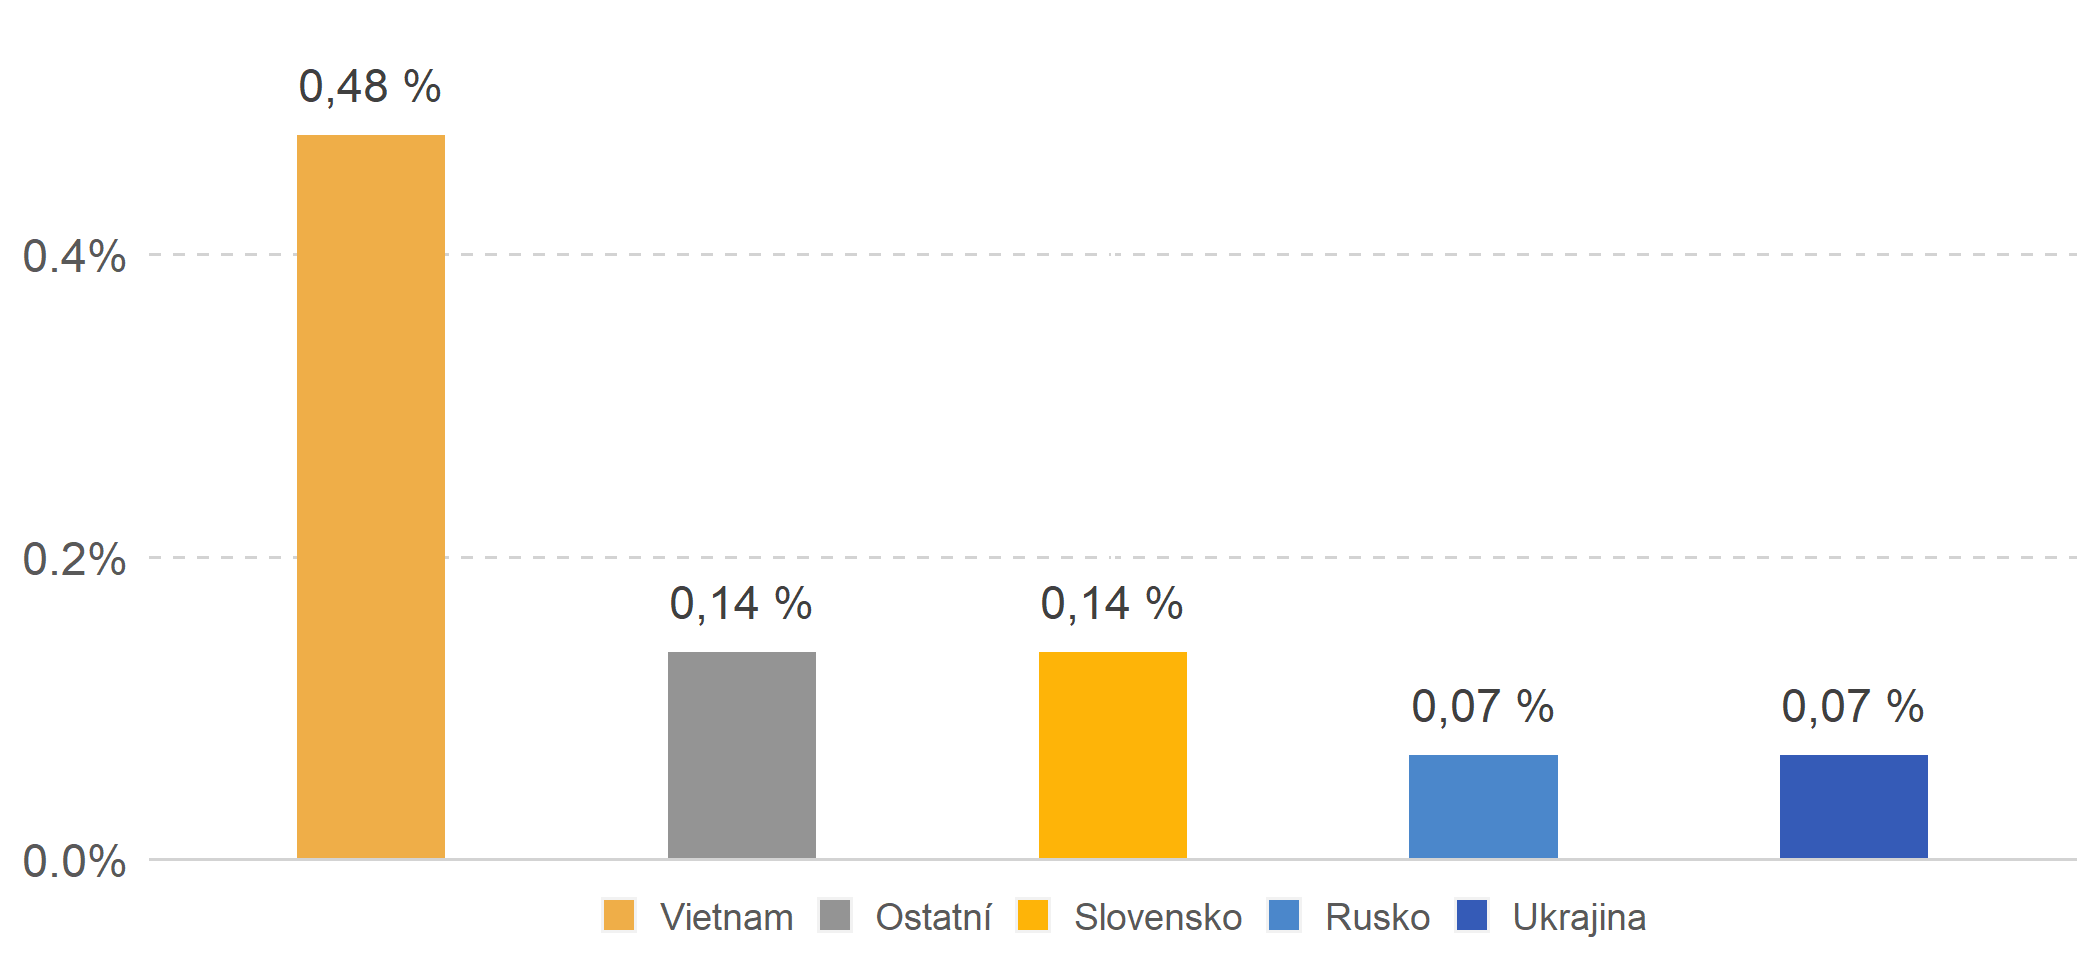 0,48 %
0.4%
0.2%
0,14 % 0,14 %
0,07 % 0,07 %
0.0%
Vietnam Ostatní Slovensko Rusko Ukrajina